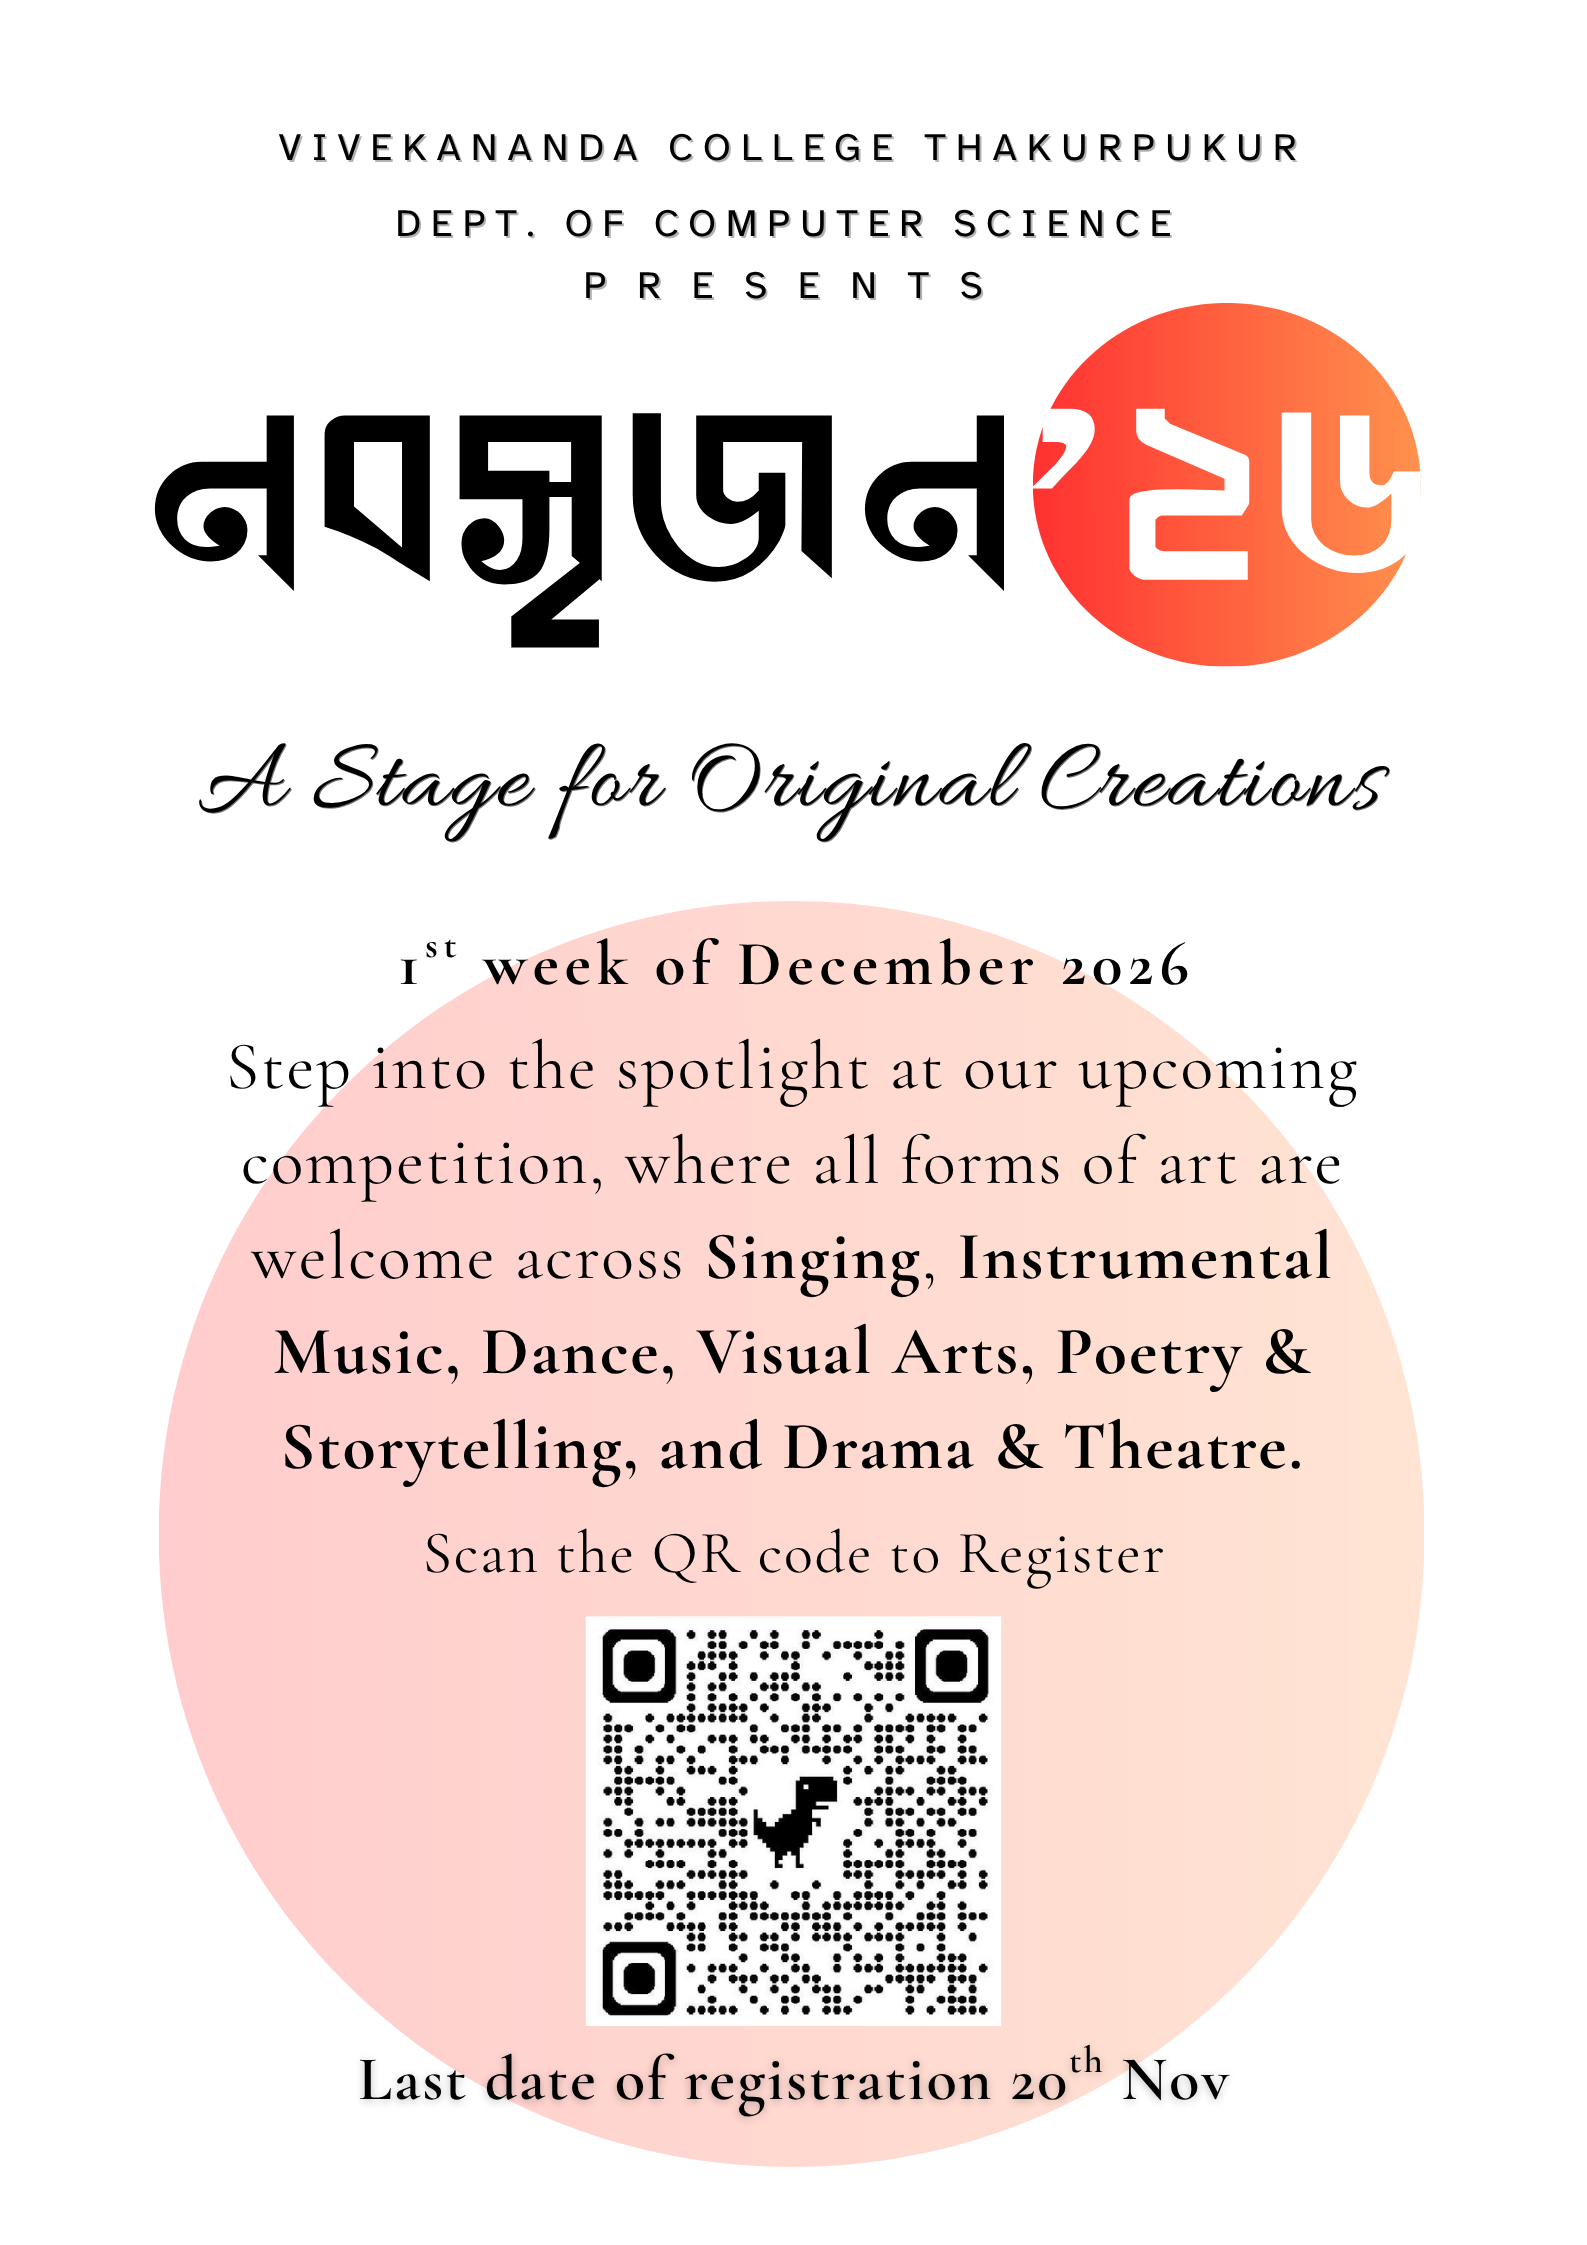 VIVEKANANDA COLLEGE THAKURPUKUR
DEPT. OF COMPUTER SCIENCE
PRESENTS
নবসৃজন’২৫
A Stage for Original Creations
1st week of December 2026
Step into the spotlight at our upcoming
competition, where all forms of art are
welcome across Singing, Instrumental
Music, Dance, Visual Arts, Poetry &
Storytelling, and Drama & Theatre.
Scan the QR code to Register
Last date of registration 20th Nov